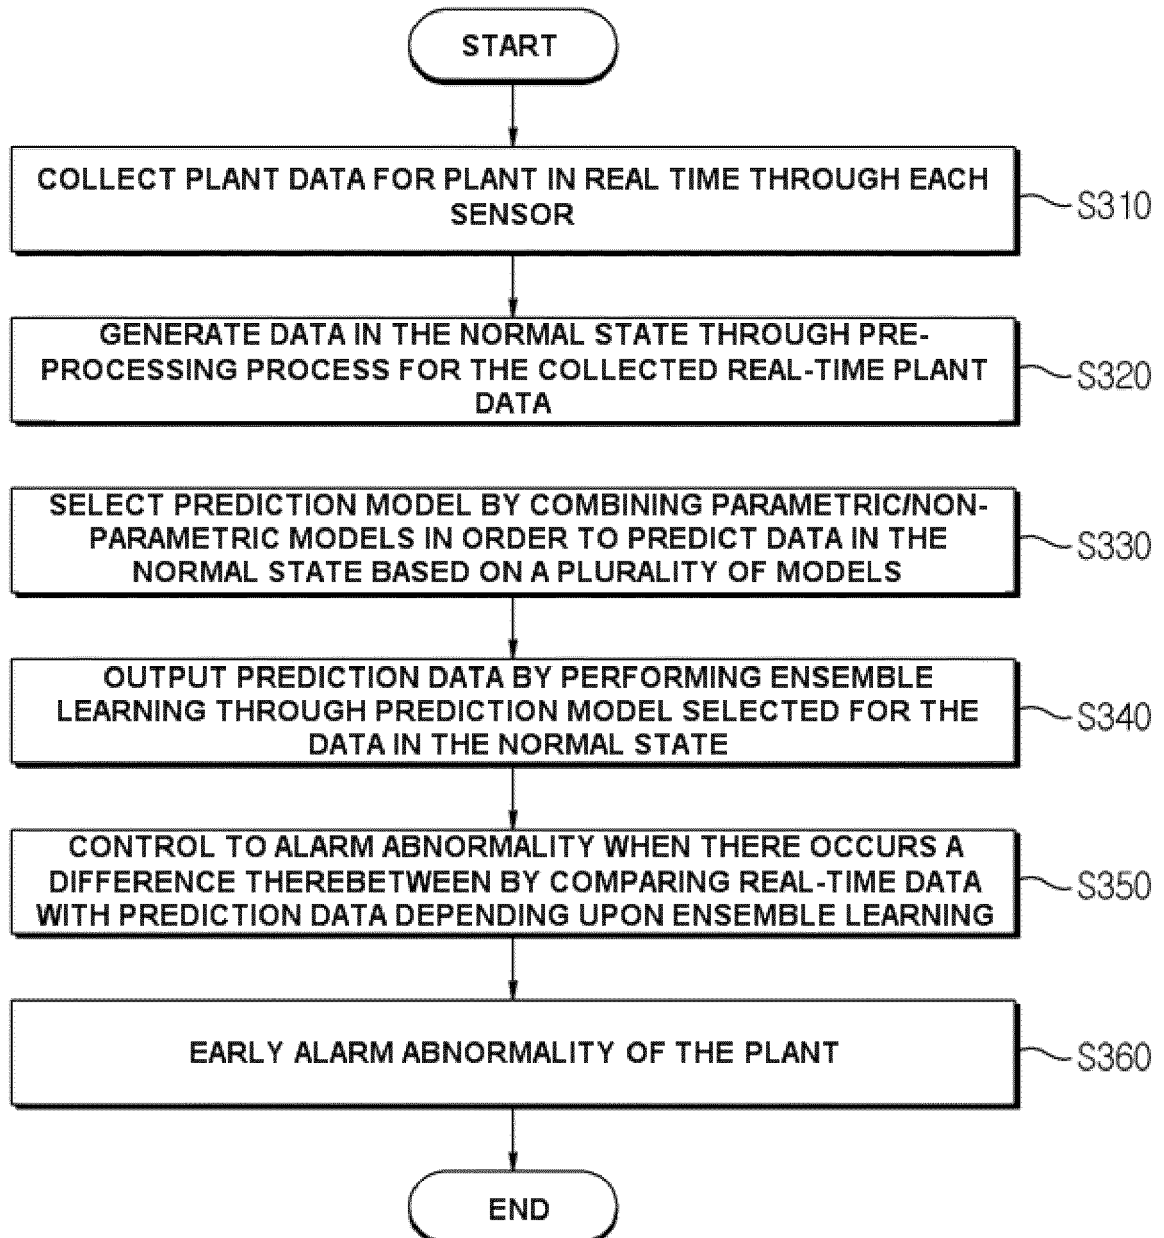 START
COLLECT PLANT DATA FOR PLANT IN REAL TIME THROUGH EACH
SENSOR
S310
GENERATE DATA IN THE NORMAL STATE THROUGH PRE-
PROCESSING PROCESS FOR THE COLLECTED REAL-TIME PLANT
DATA
S320
SELECT PREDICTION MODEL BY COMBINING PARAMETRIC/NON-
PARAMETRIC MODELS IN ORDER TO PREDICT DATA IN THE
NORMAL STATE BASED ON A PLURALITY OF MODELS
S330
OUTPUT PREDICTION DATA BY PERFORMING ENSEMBLE
LEARNING THROUGH PREDICTION MODEL SELECTED FOR THE
DATA IN THE NORMAL STATE
S340
CONTROL TO ALARM ABNORMALITY WHEN THERE OCCURS A
DIFFERENCE THEREBETWEEN BY COMPARING REAL-TIME DATA
WITH PREDICTION DATA DEPENDING UPON ENSEMBLE LEARNING
S350
EARLY ALARM ABNORMALITY OF THE PLANT
S360
END